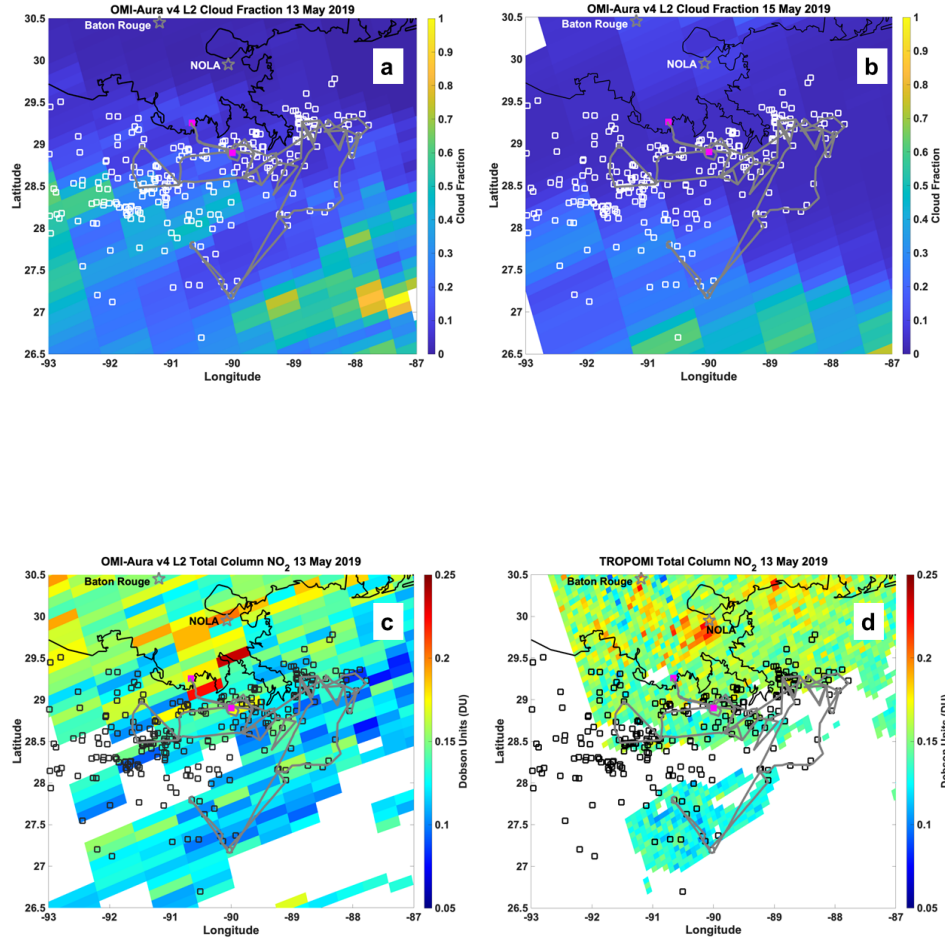 OMI-Aura v4 L2 Cloud Fraction 13 May 2019
30.5
30
29.5
29
28.5
28
27.5
27
26.5
Latitude
-93 -92 -91 -90 -89 -88 -87
Longitude
Baton Rouge
NOLA
a
1
0.9
0.8
0.7
0.6
0.5
0.4
0.3
0.2
0.1
0
Cloud Fraction
OMI-Aura v4 L2 Cloud Fraction 15 May 2019
30.5
30
29.5
29
28.5
28
27.5
27
26.5
Latitude
-93 -92 -91 -90 -89 -88 -87
Longitude
Baton Rouge
NOLA
b
1
0.9
0.8
0.7
0.6
0.5
0.4
0.3
0.2
0.1
0
Cloud Fraction
OMI-Aura v4 L2 Total Column NO2 13 May 2019
30.5
30
29.5
29
28.5
28
27.5
27
26.5
Latitude
-93 -92 -91 -90 -89 -88 -87
Longitude
Baton Rouge
NOLA
c
0.25
0.2
0.15
0.1
0.05
Dobson Units (DU)
TROPOMI Total Column NO2 13 May 2019
30.5
30
29.5
29
28.5
28
27.5
27
26.5
Latitude
-93 -92 -91 -90 -89 -88 -87
Longitude
Baton Rouge
NOLA
d
0.25
0.2
0.15
0.1
0.05
Dobson Units (DU)